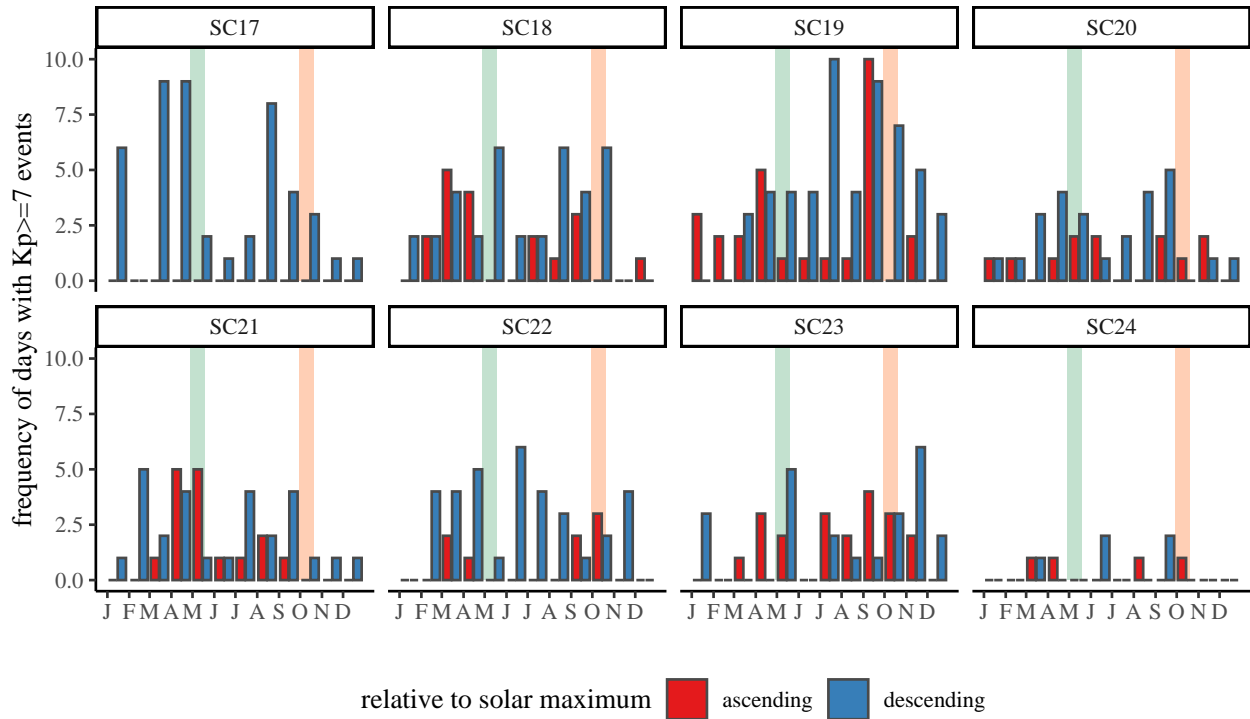 SC17 SC18 SC19 SC20
10.0
7.5
5.0
2.5
0.0
frequency of days with Kp>=7 events
SC21 SC22 SC23 SC24
10.0
7.5
5.0
2.5
0.0
J F M A M J J A S O N D J F M A M J J A S O N D J F M A M J J A S O N D J F M A M J J A S O N D
relative to solar maximum ascending descending